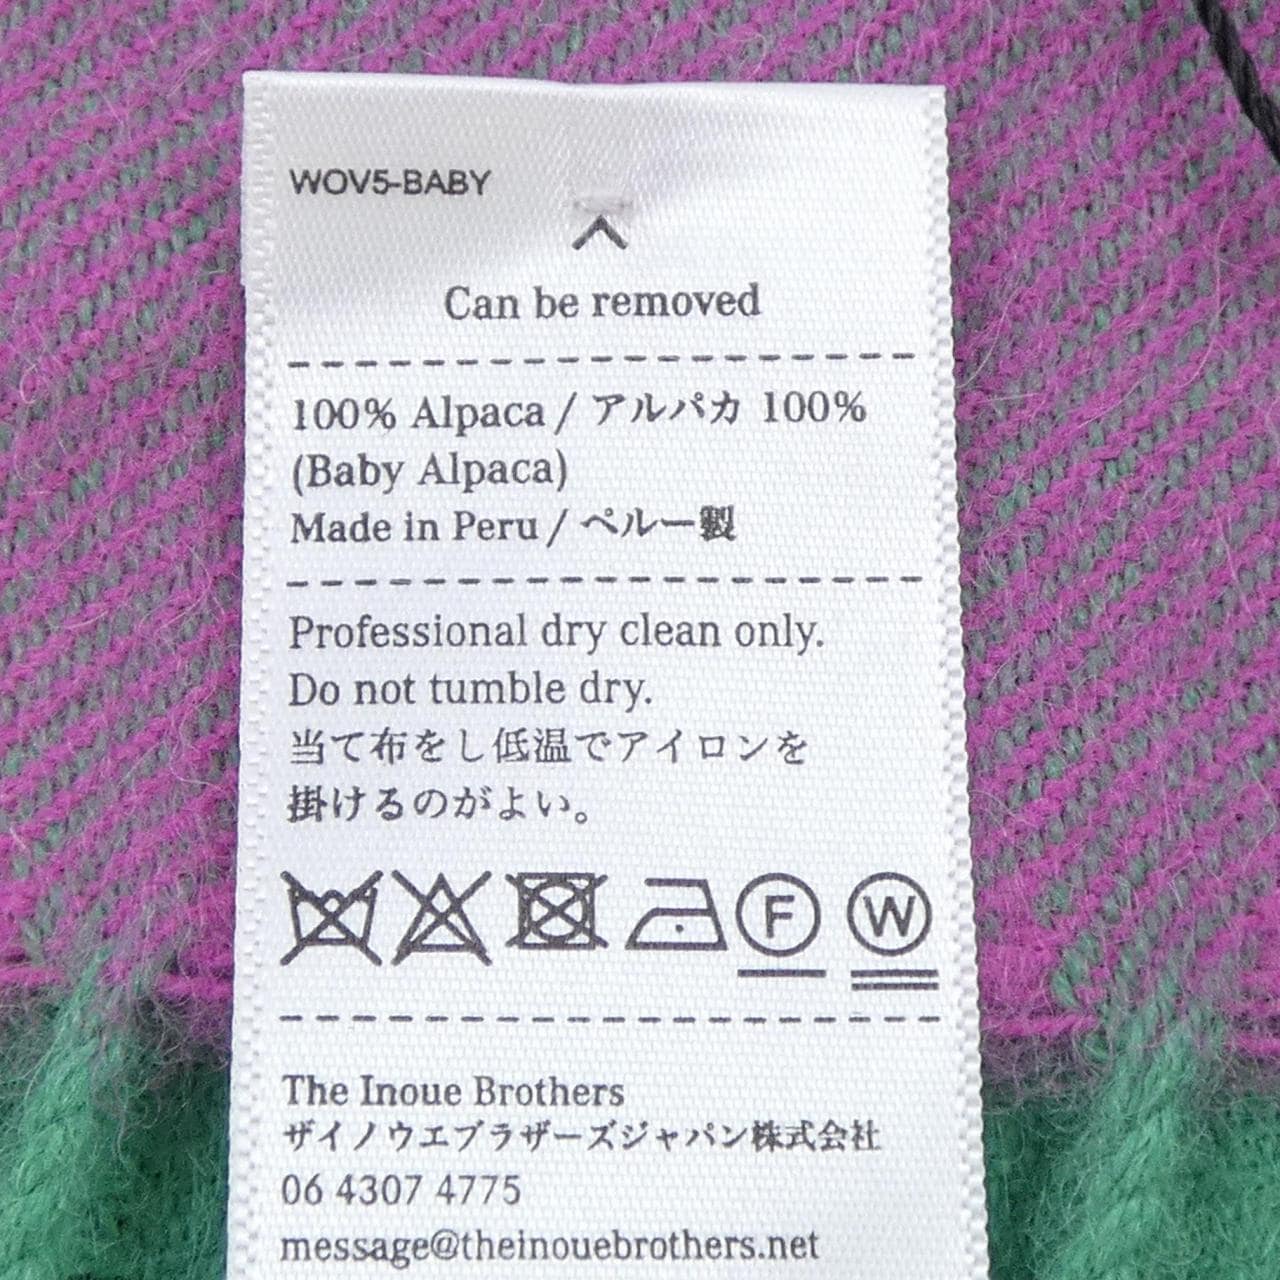 WOV5-BABY
Can be removed
100% Alpaca / アルパカ 100%
(Baby Alpaca)
Made in Peru / ペルー製
Professional dry clean only.
Do not tumble dry.
当て布をし低温でアイロンを
掛けるのがよい。
F W
The Inoue Brothers
ザイノウエブラザーズジャパン株式会社
06 4307 4775
message@theinouebrothers.net